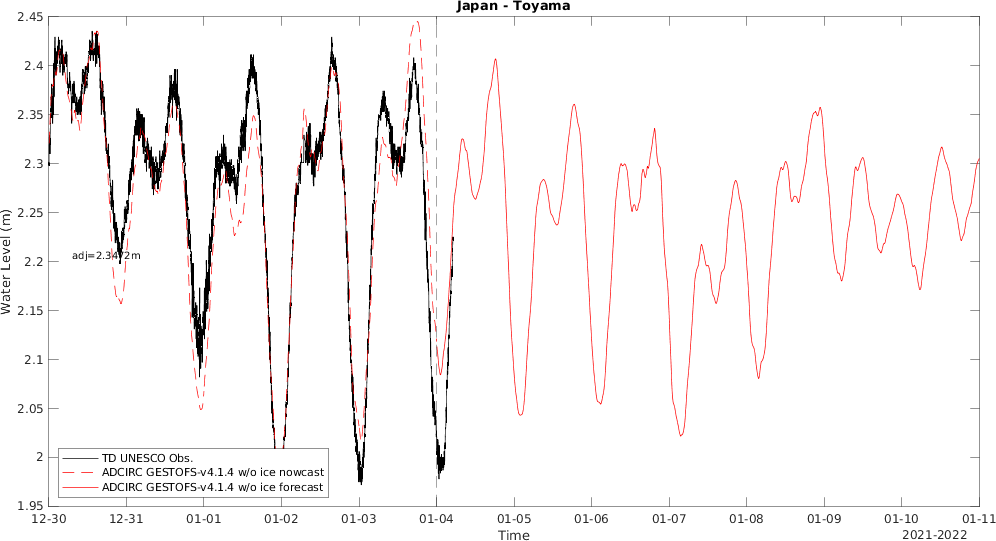 Japan - Toyama
2.45
2.4
2.35
2.3
2.25
2.2
2.15
2.1
2.05
2
1.95
Water Level (m)
adj=2.3472m
TD UNESCO Obs.
ADCIRC GESTOFS-v4.1.4 w/o ice nowcast
ADCIRC GESTOFS-v4.1.4 w/o ice forecast
12-30 12-31 01-01 01-02 01-03 01-04 01-05 01-06 01-07 01-08 01-09 01-10 01-11
Time
2021-2022